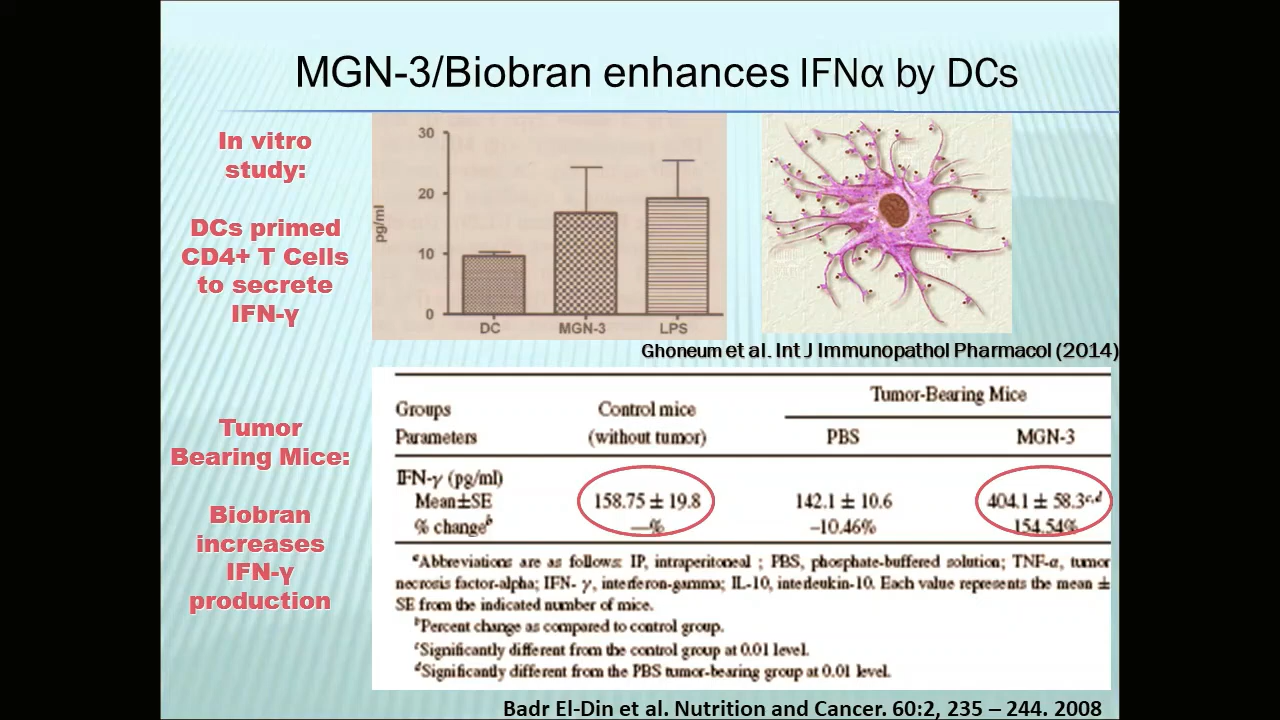 MGN-3/Biobran enhances IFNα by DCs
In vitro
study:
DCs primed
CD4+ T Cells
to secrete
IFN-γ
30
20
10
0
pg/ml
DC
MGN-3
LPS
Ghoneum et al. Int J Immunopathol Pharmacol (2014)
Tumor
Bearing Mice:
Biobran
increases
IFN-γ
production
Tumor-Bearing Mice
Groups Control mice
Parameters (without tumor) PBS MGN-3
IFN-γ (pg/ml)
Mean±SE 158.75 ± 19.8 142.1 ± 10.6 404.1 ± 58.3c,d
% changeb —% –10.46% 154.54%
aAbbreviations are as follows: IP, intraperitoneal ; PBS, phosphate-buffered solution; TNF-α, tumor
necrosis factor-alpha; IFN- γ, interferon-gamma; IL-10, interleukin-10. Each value represents the mean ±
SE from the indicated number of mice.
bPercent change as compared to control group.
cSignificantly different from the control group at 0.01 level.
dSignificantly different from the PBS tumor-bearing group at 0.01 level.
Badr El-Din et al. Nutrition and Cancer. 60:2, 235 – 244. 2008